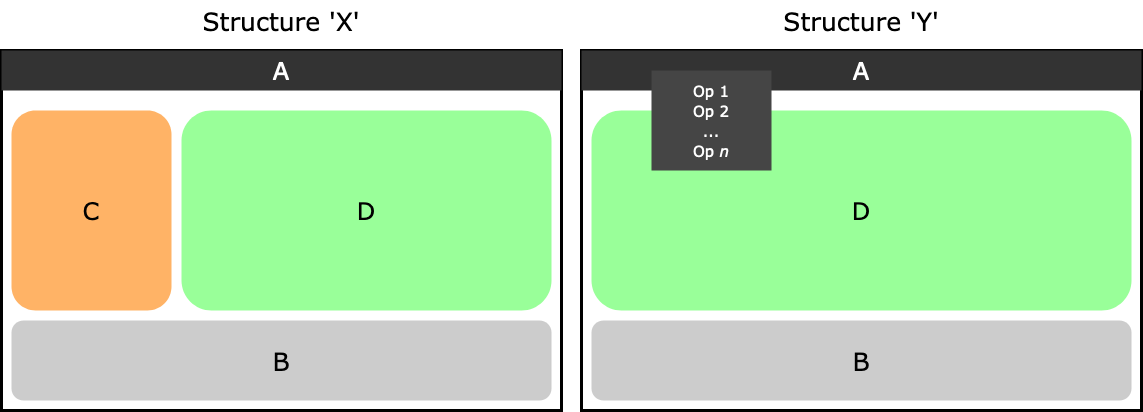 Structure 'X'
A
C
D
B
Structure 'Y'
A
Op 1
Op 2
...
Op n
D
B